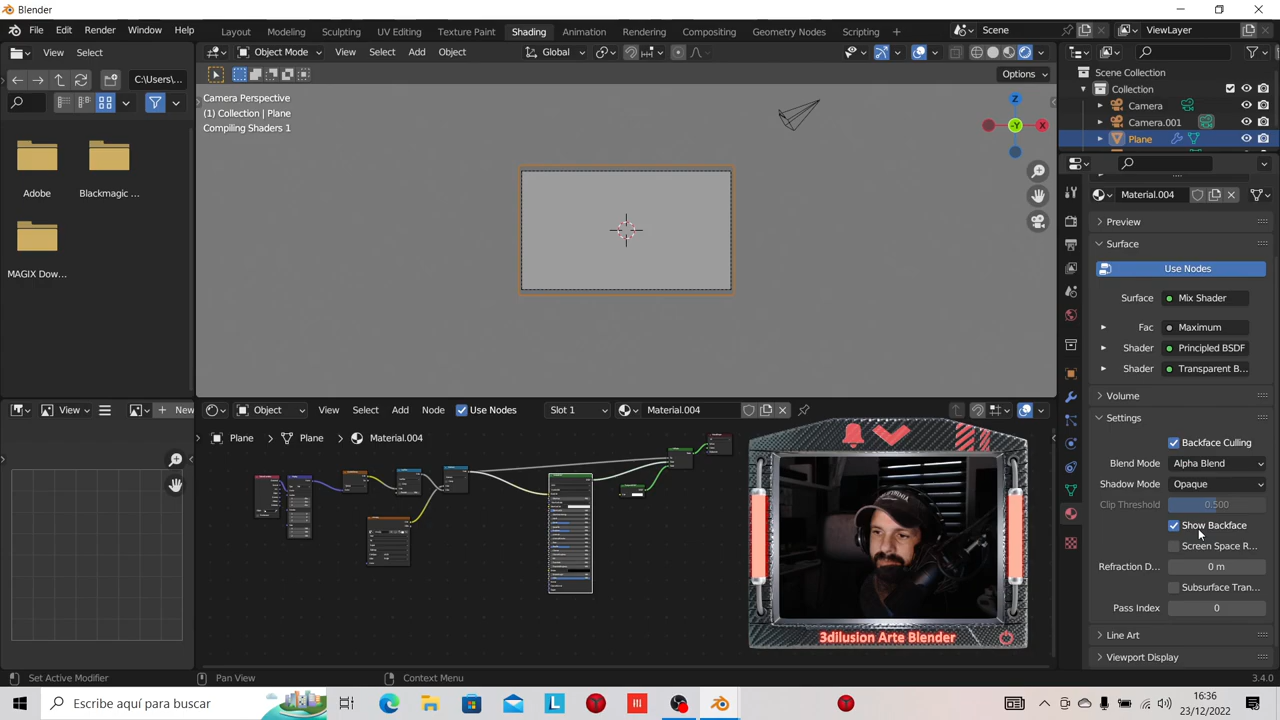 Blender
File Edit Render Window Help
Layout Modeling Sculpting UV Editing Texture Paint Shading Animation Rendering Compositing Geometry Nodes Scripting
Scene ViewLayer
View Select
Object Mode View Select Add Object Global
C:\Users\...
Options
Camera Perspective
(1) Collection | Plane
Compiling Shaders 1
Z
-Y
X
Adobe
Blackmagic ...
MAGIX Dow...
Scene Collection
Collection
Camera
Camera.001
Plane
Material.004
Preview
Surface
Use Nodes
Surface Mix Shader
Fac Maximum
Shader Principled BSDF
Shader Transparent B...
Volume
Settings
Backface Culling
Blend Mode Alpha Blend
Shadow Mode Opaque
Clip Threshold 0.500
Show Backface
Screen Space R...
Refraction D... 0 m
Subsurface Tran...
Pass Index 0
Line Art
Viewport Display
View New
Object View Select Add Node Use Nodes Slot 1 Material.004
Plane Plane Material.004
3dilusion Arte Blender
Set Active Modifier Pan View Context Menu 3.4.0
Escribe aquí para buscar
16:36
23/12/2022